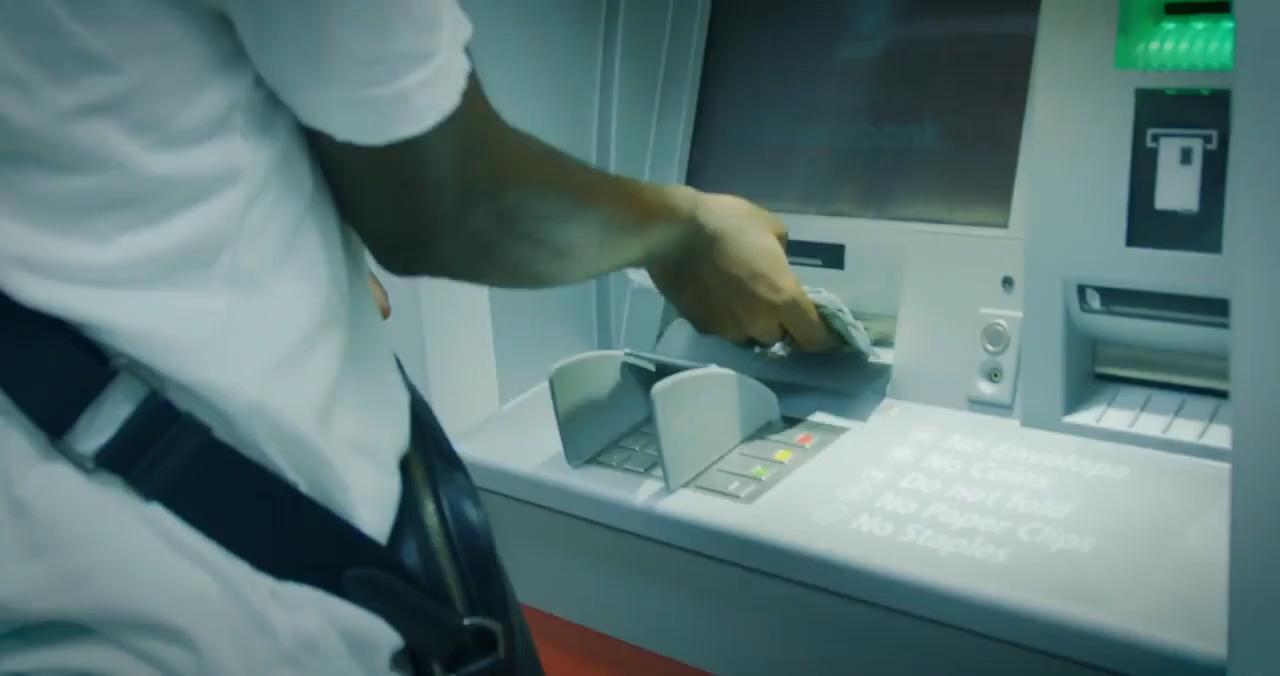 No Envelope
No Coins
Do not fold
No Paper Clips
No Staples